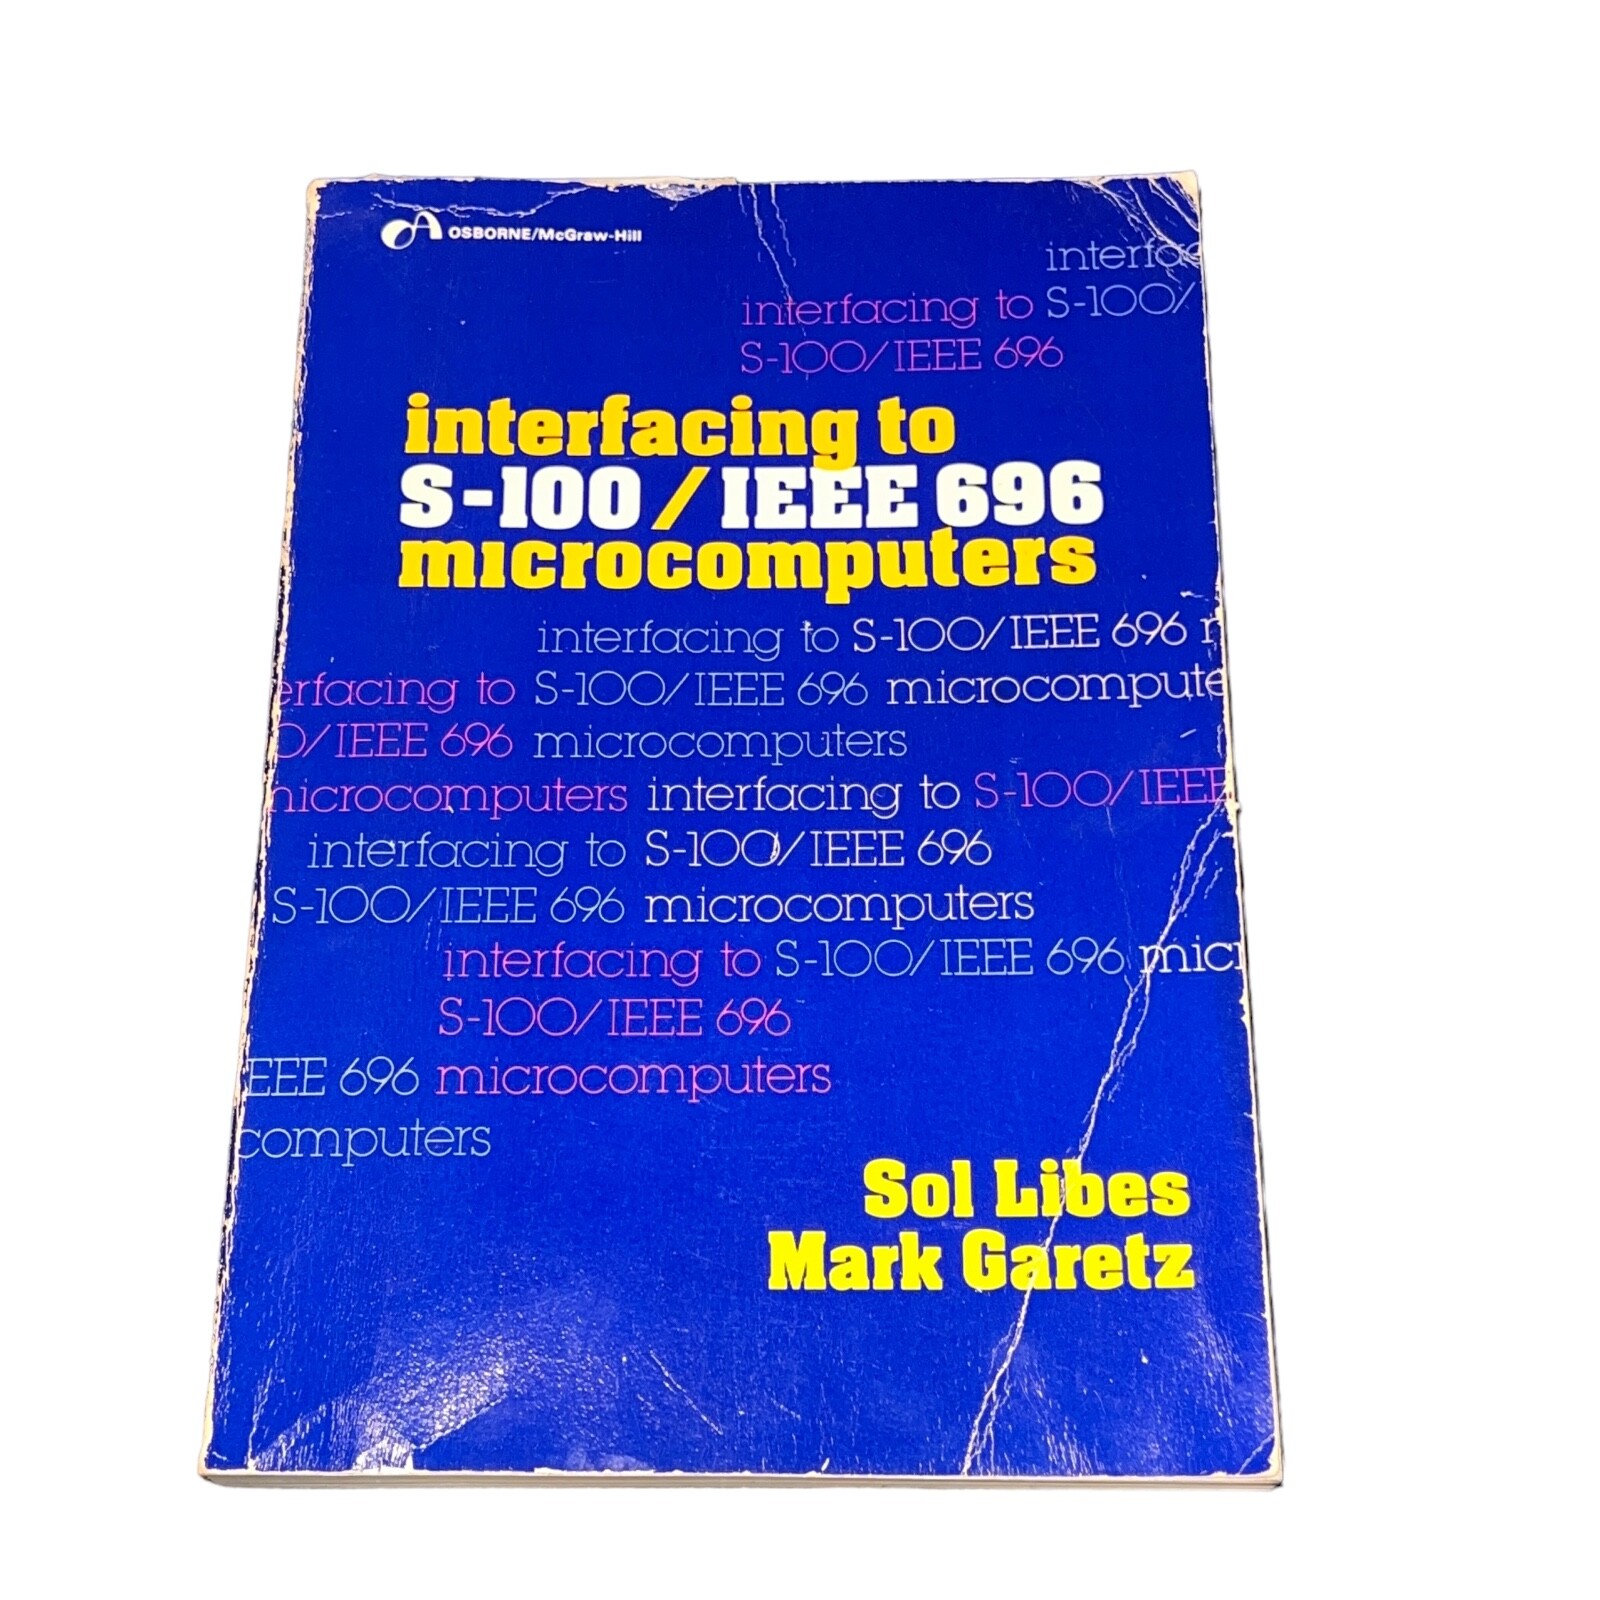 OSBORNE/McGraw-Hill
interfac
interfacing to S-100/
S-100/IEEE 696
interfacing to
S-100/IEEE 696
microcomputers
interfacing to S-100/IEEE 696
erfacing to S-100/IEEE 696 microcompute
0/IEEE 696 microcomputers
microcomputers interfacing to S-100/IEEE
interfacing to S-100/IEEE 696
S-100/IEEE 696 microcomputers
interfacing to S-100/IEEE 696 micr
S-100/IEEE 696
EEE 696 microcomputers
computers
Sol Libes
Mark Garetz